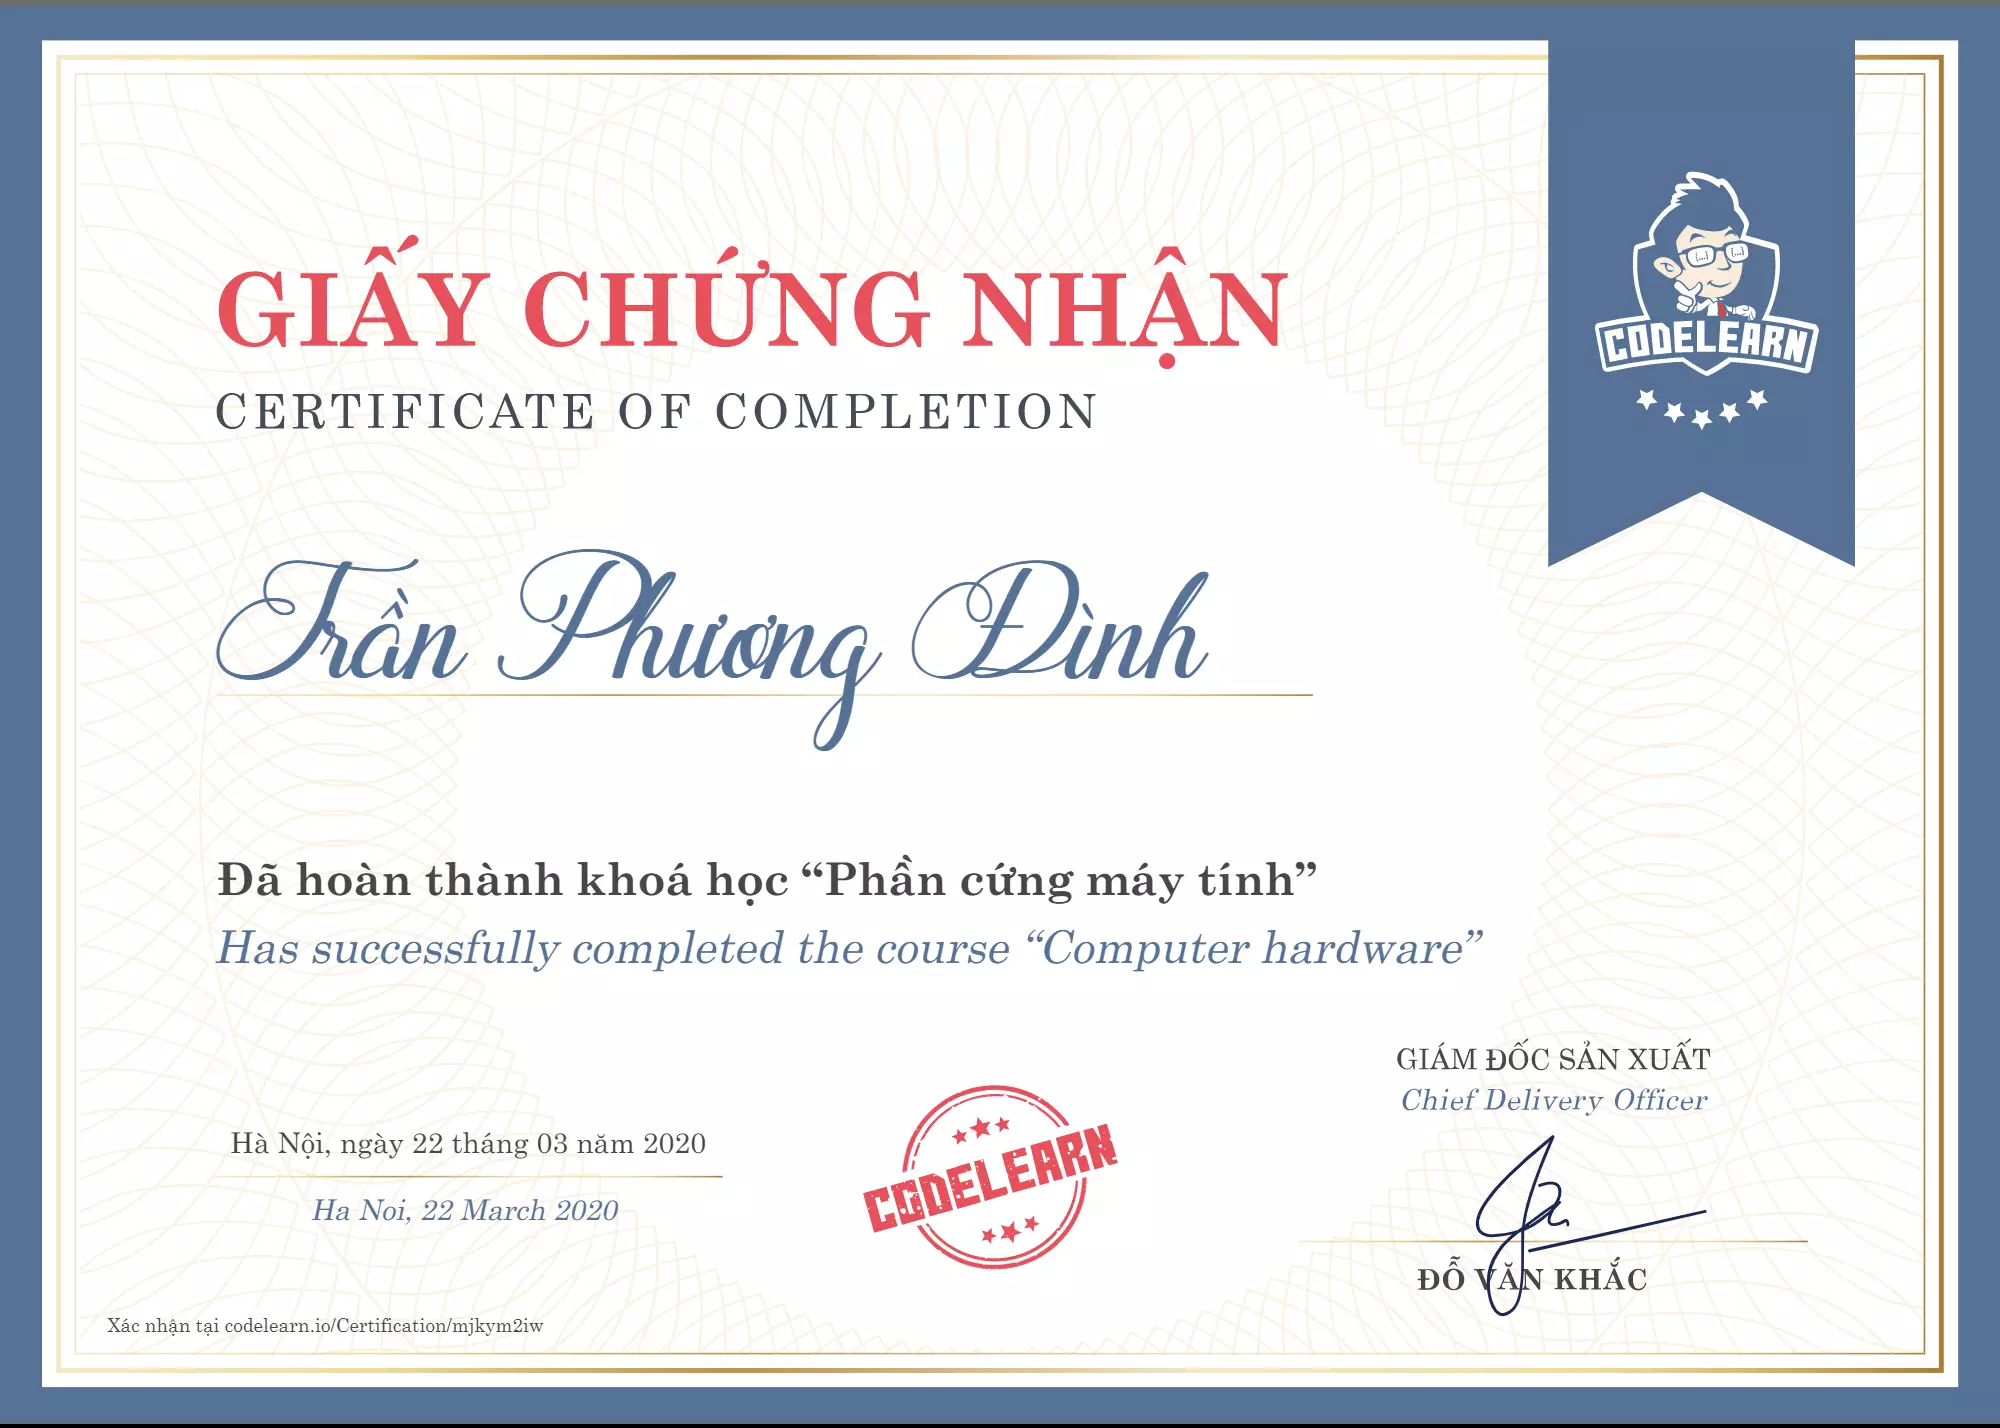 CODELEARN
GIẤY CHỨNG NHẬN
CERTIFICATE OF COMPLETION
Trần Phương Đình
Đã hoàn thành khoá học “Phần cứng máy tính”
Has successfully completed the course “Computer hardware”
GIÁM ĐỐC SẢN XUẤT
Chief Delivery Officer
Hà Nội, ngày 22 tháng 03 năm 2020
Ha Noi, 22 March 2020
CODELEARN
ĐỖ VĂN KHẮC
Xác nhận tại codelearn.io/Certification/mjkym2iw